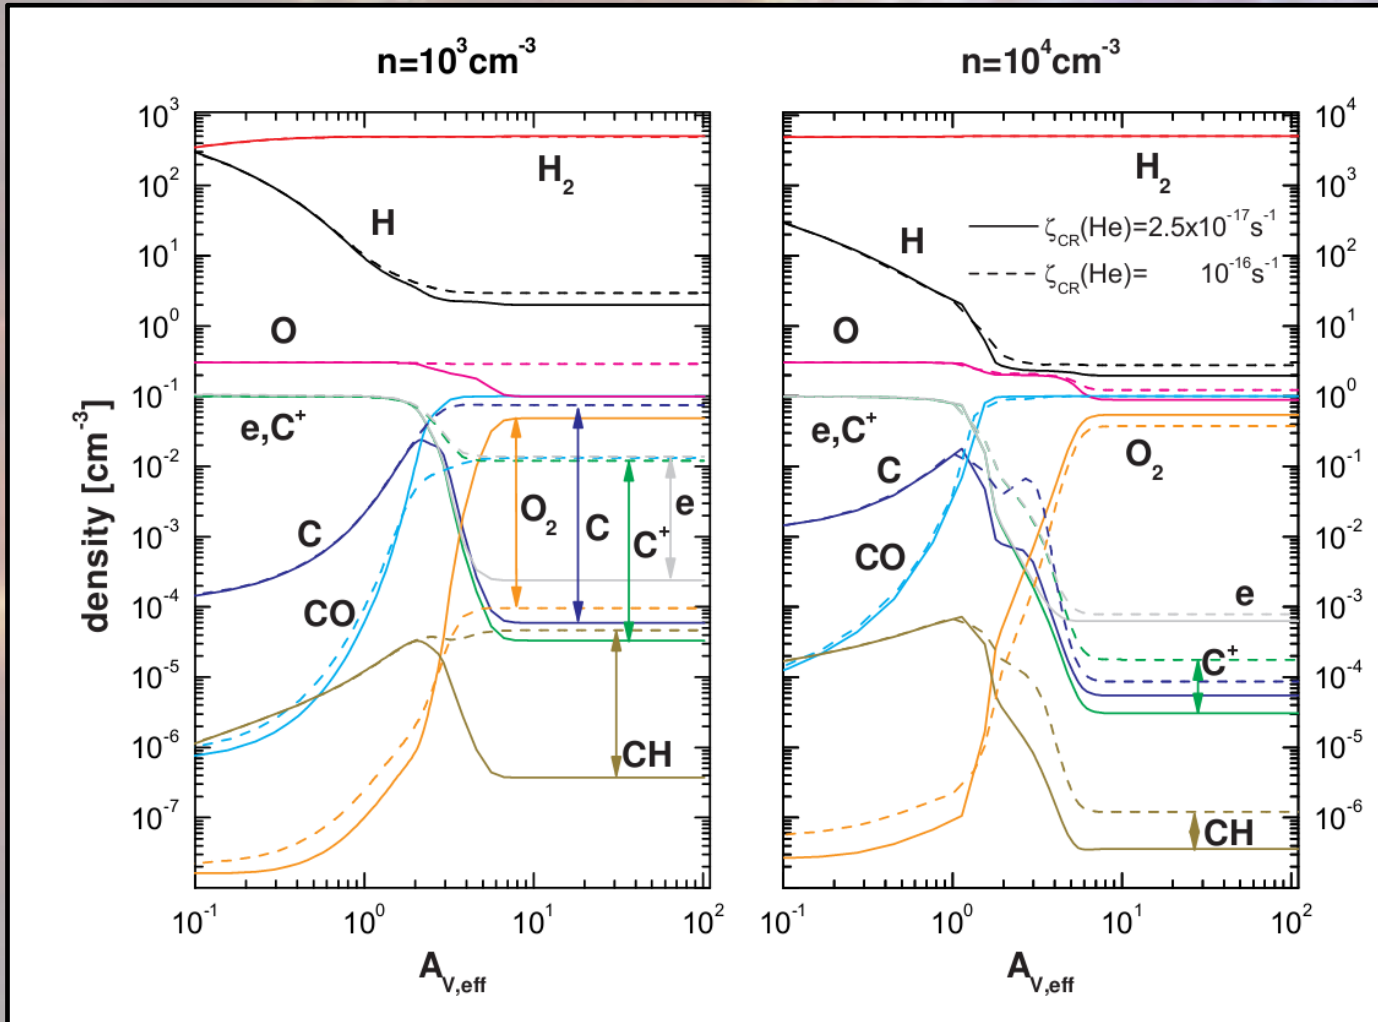 n=10³cm⁻³
n=10⁴cm⁻³
10³
10²
10¹
10⁰
10⁻¹
10⁻²
10⁻³
10⁻⁴
10⁻⁵
10⁻⁶
10⁻⁷
density [cm⁻³]
H₂
H
O
e,C⁺
C
CO
O₂
C
C⁺
e
CH
10⁻¹
10⁰
10¹
10²
A_V,eff
H₂
H
ζ_CR(He)=2.5x10⁻¹⁷s⁻¹
ζ_CR(He)= 10⁻¹⁶s⁻¹
O
e,C⁺
C
O₂
CO
e
C⁺
CH
10⁴
10³
10²
10¹
10⁰
10⁻¹
10⁻²
10⁻³
10⁻⁴
10⁻⁵
10⁻⁶
10⁻¹
10⁰
10¹
10²
A_V,eff